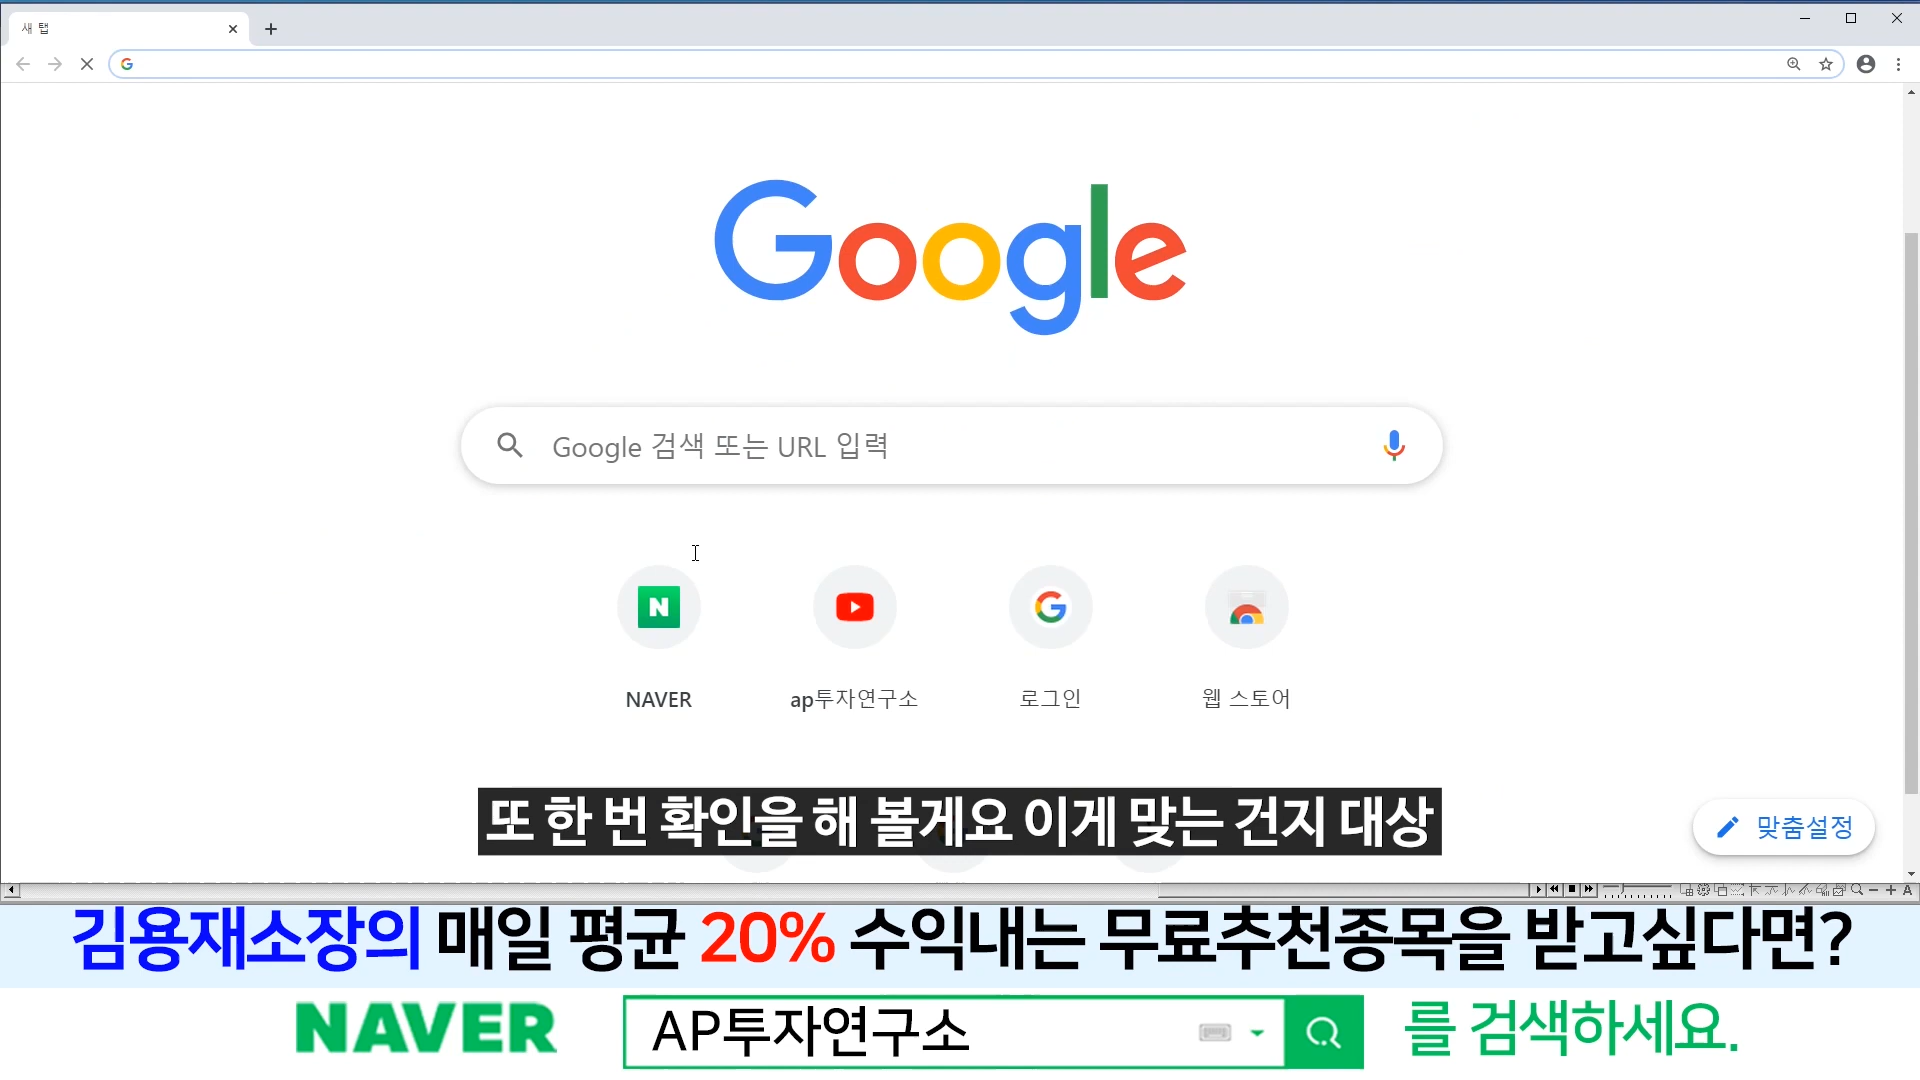 새 탭
Google
Google 검색 또는 URL 입력
NAVER
ap투자연구소
로그인
웹 스토어
또 한 번 확인을 해 볼게요 이게 맞는 건지 대상
맞춤설정
김용재소장의 매일 평균 20% 수익내는 무료추천종목을 받고싶다면?
NAVER AP투자연구소 를 검색하세요.